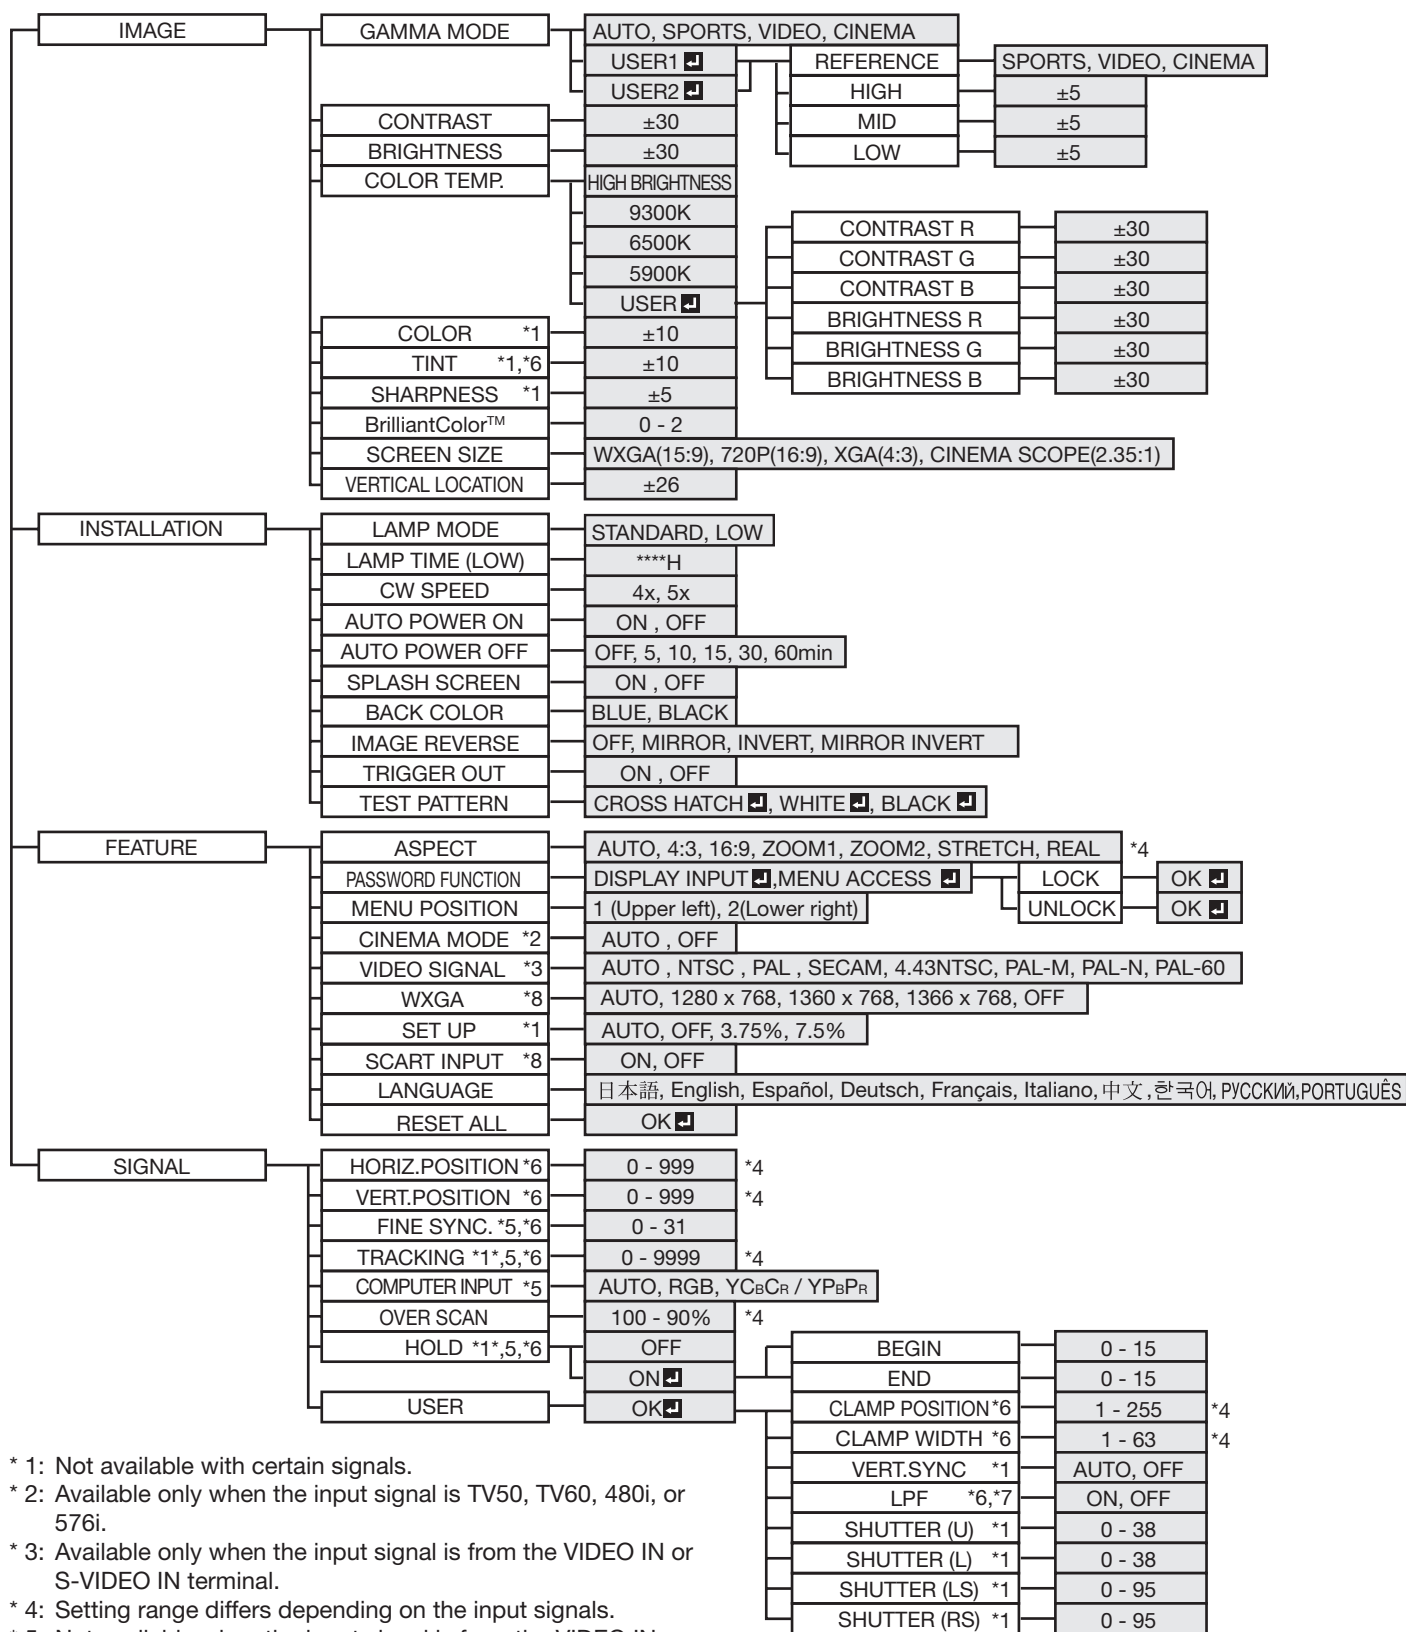 IMAGE GAMMA MODE AUTO, SPORTS, VIDEO, CINEMA
USER1 REFERENCE SPORTS, VIDEO, CINEMA
USER2 HIGH ±5
CONTRAST ±30 MID ±5
BRIGHTNESS ±30 LOW ±5
COLOR TEMP. HIGH BRIGHTNESS
9300K CONTRAST R ±30
6500K CONTRAST G ±30
5900K CONTRAST B ±30
USER BRIGHTNESS R ±30
COLOR *1 ±10 BRIGHTNESS G ±30
TINT *1,*6 ±10 BRIGHTNESS B ±30
SHARPNESS *1 ±5
BrilliantColor™ 0 - 2
SCREEN SIZE WXGA(15:9), 720P(16:9), XGA(4:3), CINEMA SCOPE(2.35:1)
VERTICAL LOCATION ±26
INSTALLATION LAMP MODE STANDARD, LOW
LAMP TIME (LOW) ****H
CW SPEED 4x, 5x
AUTO POWER ON ON , OFF
AUTO POWER OFF OFF, 5, 10, 15, 30, 60min
SPLASH SCREEN ON , OFF
BACK COLOR BLUE, BLACK
IMAGE REVERSE OFF, MIRROR, INVERT, MIRROR INVERT
TRIGGER OUT ON , OFF
TEST PATTERN CROSS HATCH , WHITE , BLACK
FEATURE ASPECT AUTO, 4:3, 16:9, ZOOM1, ZOOM2, STRETCH, REAL *4
PASSWORD FUNCTION DISPLAY INPUT ,MENU ACCESS LOCK OK
MENU POSITION 1 (Upper left), 2(Lower right) UNLOCK OK
CINEMA MODE *2 AUTO , OFF
VIDEO SIGNAL *3 AUTO , NTSC , PAL , SECAM, 4.43NTSC, PAL-M, PAL-N, PAL-60
WXGA *8 AUTO, 1280 x 768, 1360 x 768, 1366 x 768, OFF
SET UP *1 AUTO, OFF, 3.75%, 7.5%
SCART INPUT *8 ON, OFF
LANGUAGE 日本語, English, Español, Deutsch, Français, Italiano, 中文 ,한국어, РУССКИЙ,PORTUGUÊS
RESET ALL OK
SIGNAL HORIZ.POSITION *6 0 - 999 *4
VERT.POSITION *6 0 - 999 *4
FINE SYNC. *5,*6 0 - 31
TRACKING *1*,5,*6 0 - 9999 *4
COMPUTER INPUT *5 AUTO, RGB, YCBCR / YPBPR
OVER SCAN 100 - 90% *4
HOLD *1*,5,*6 OFF BEGIN 0 - 15
ON END 0 - 15
USER OK CLAMP POSITION *6 1 - 255 *4
CLAMP WIDTH *6 1 - 63 *4
VERT.SYNC *1 AUTO, OFF
LPF *6,*7 ON, OFF
SHUTTER (U) *1 0 - 38
SHUTTER (L) *1 0 - 38
SHUTTER (LS) *1 0 - 95
SHUTTER (RS) *1 0 - 95
* 1: Not available with certain signals.
* 2: Available only when the input signal is TV50, TV60, 480i, or
576i.
* 3: Available only when the input signal is from the VIDEO IN or
S-VIDEO IN terminal.
* 4: Setting range differs depending on the input signals.